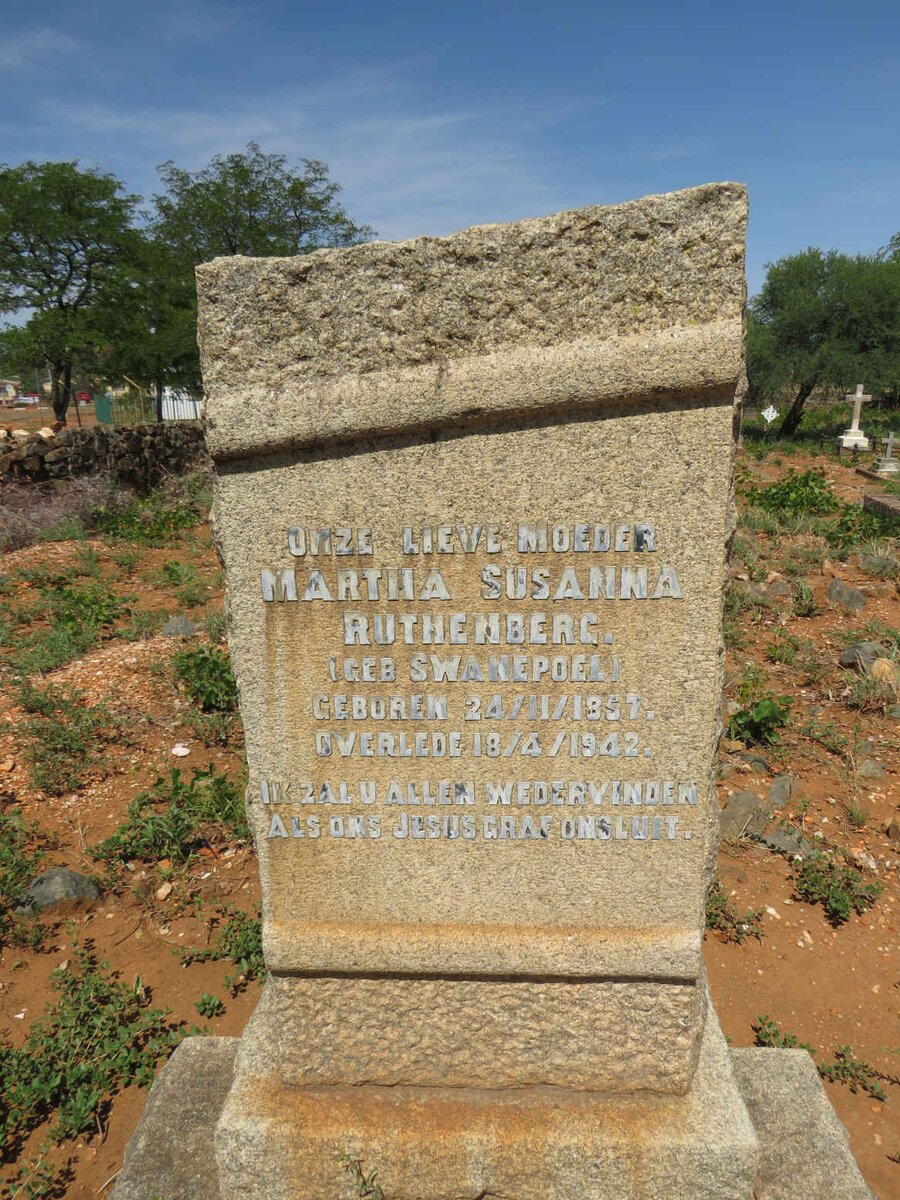 ONZE LIEVE MOEDER
MARTHA SUSANNA
RUTHENBERG.
(GEB SWANEPOEL)
GEBOREN 24/11/1857.
OVERLEDE 18/4/1942.
IK ZAL U ALLEN WEDERVINDEN
ALS ONS JESUS GRAF ONSLUIT.